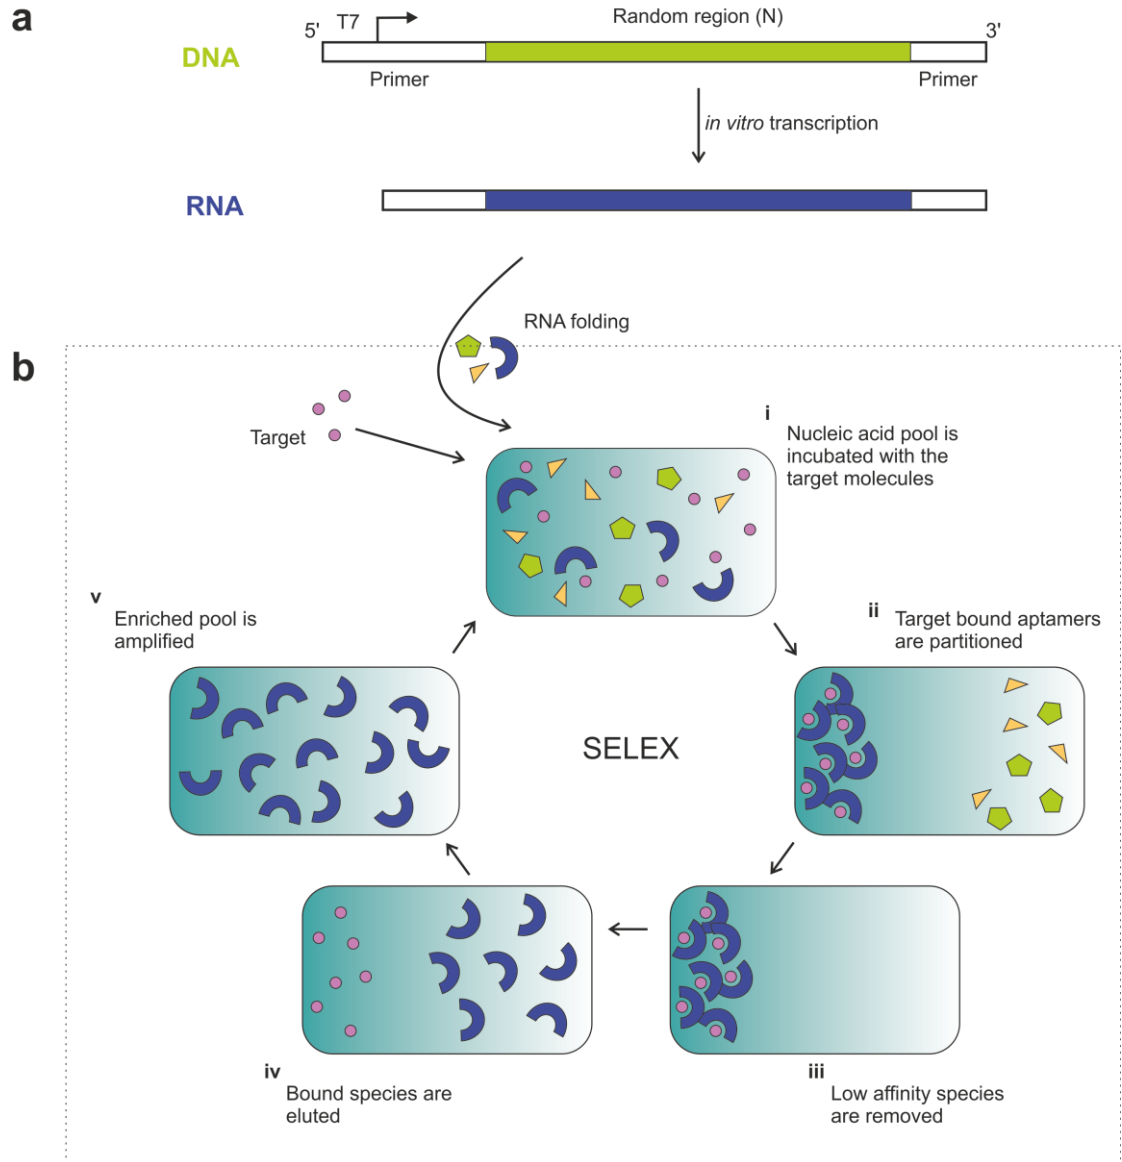 a
5'
T7
Random region (N)
3'
DNA
Primer
Primer
in vitro transcription
RNA
RNA folding
b
Target
i
Nucleic acid pool is
incubated with the
target molecules
v
Enriched pool is
amplified
ii
Target bound aptamers
are partitioned
SELEX
iv
Bound species are
eluted
iii
Low affinity species
are removed